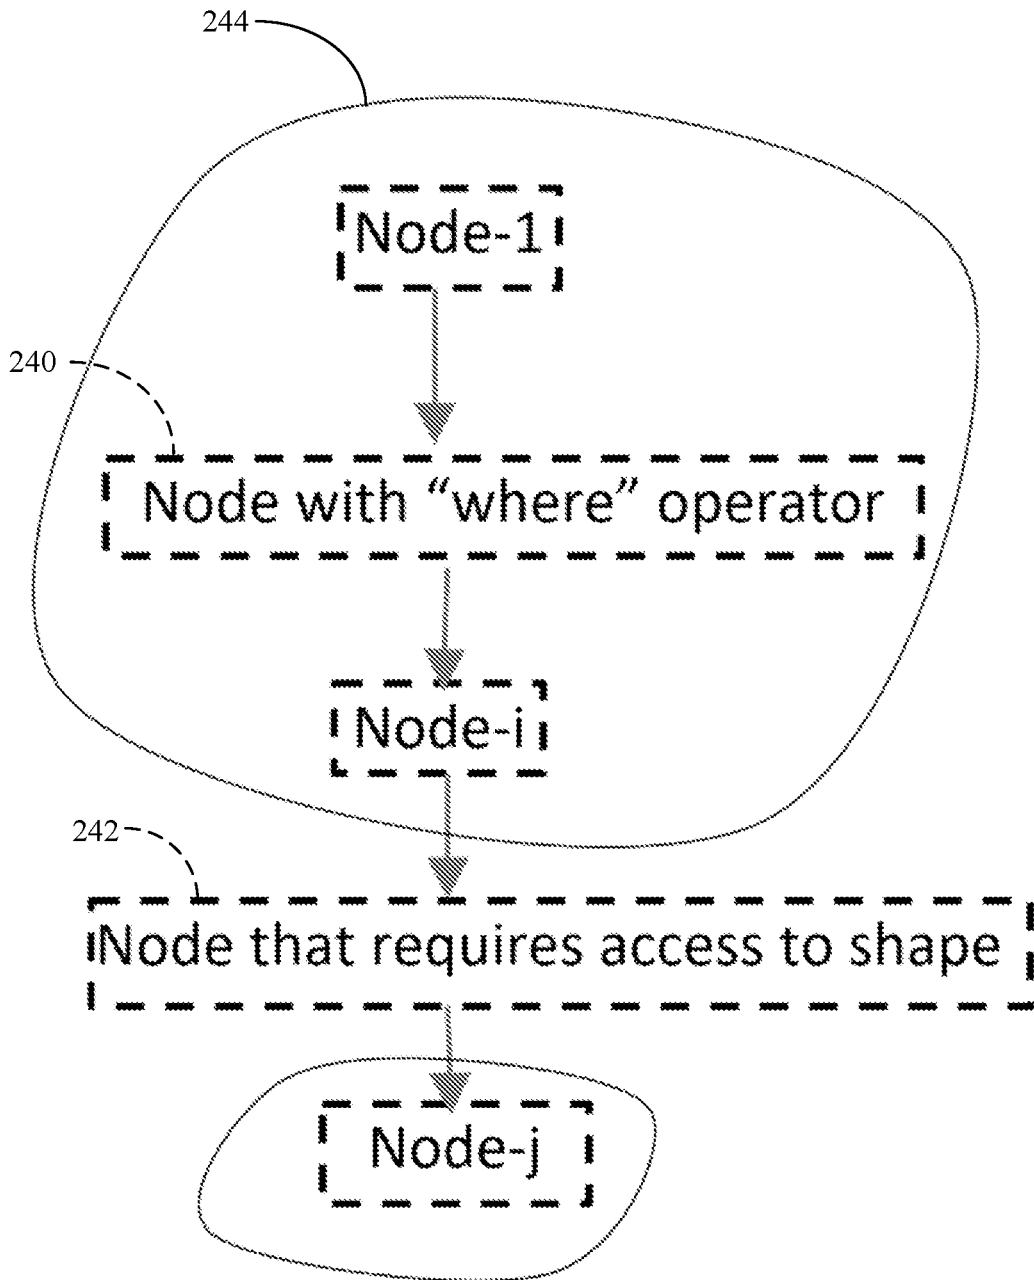 244
Node-1
240
Node with “where” operator
Node-i
242
Node that requires access to shape
Node-j